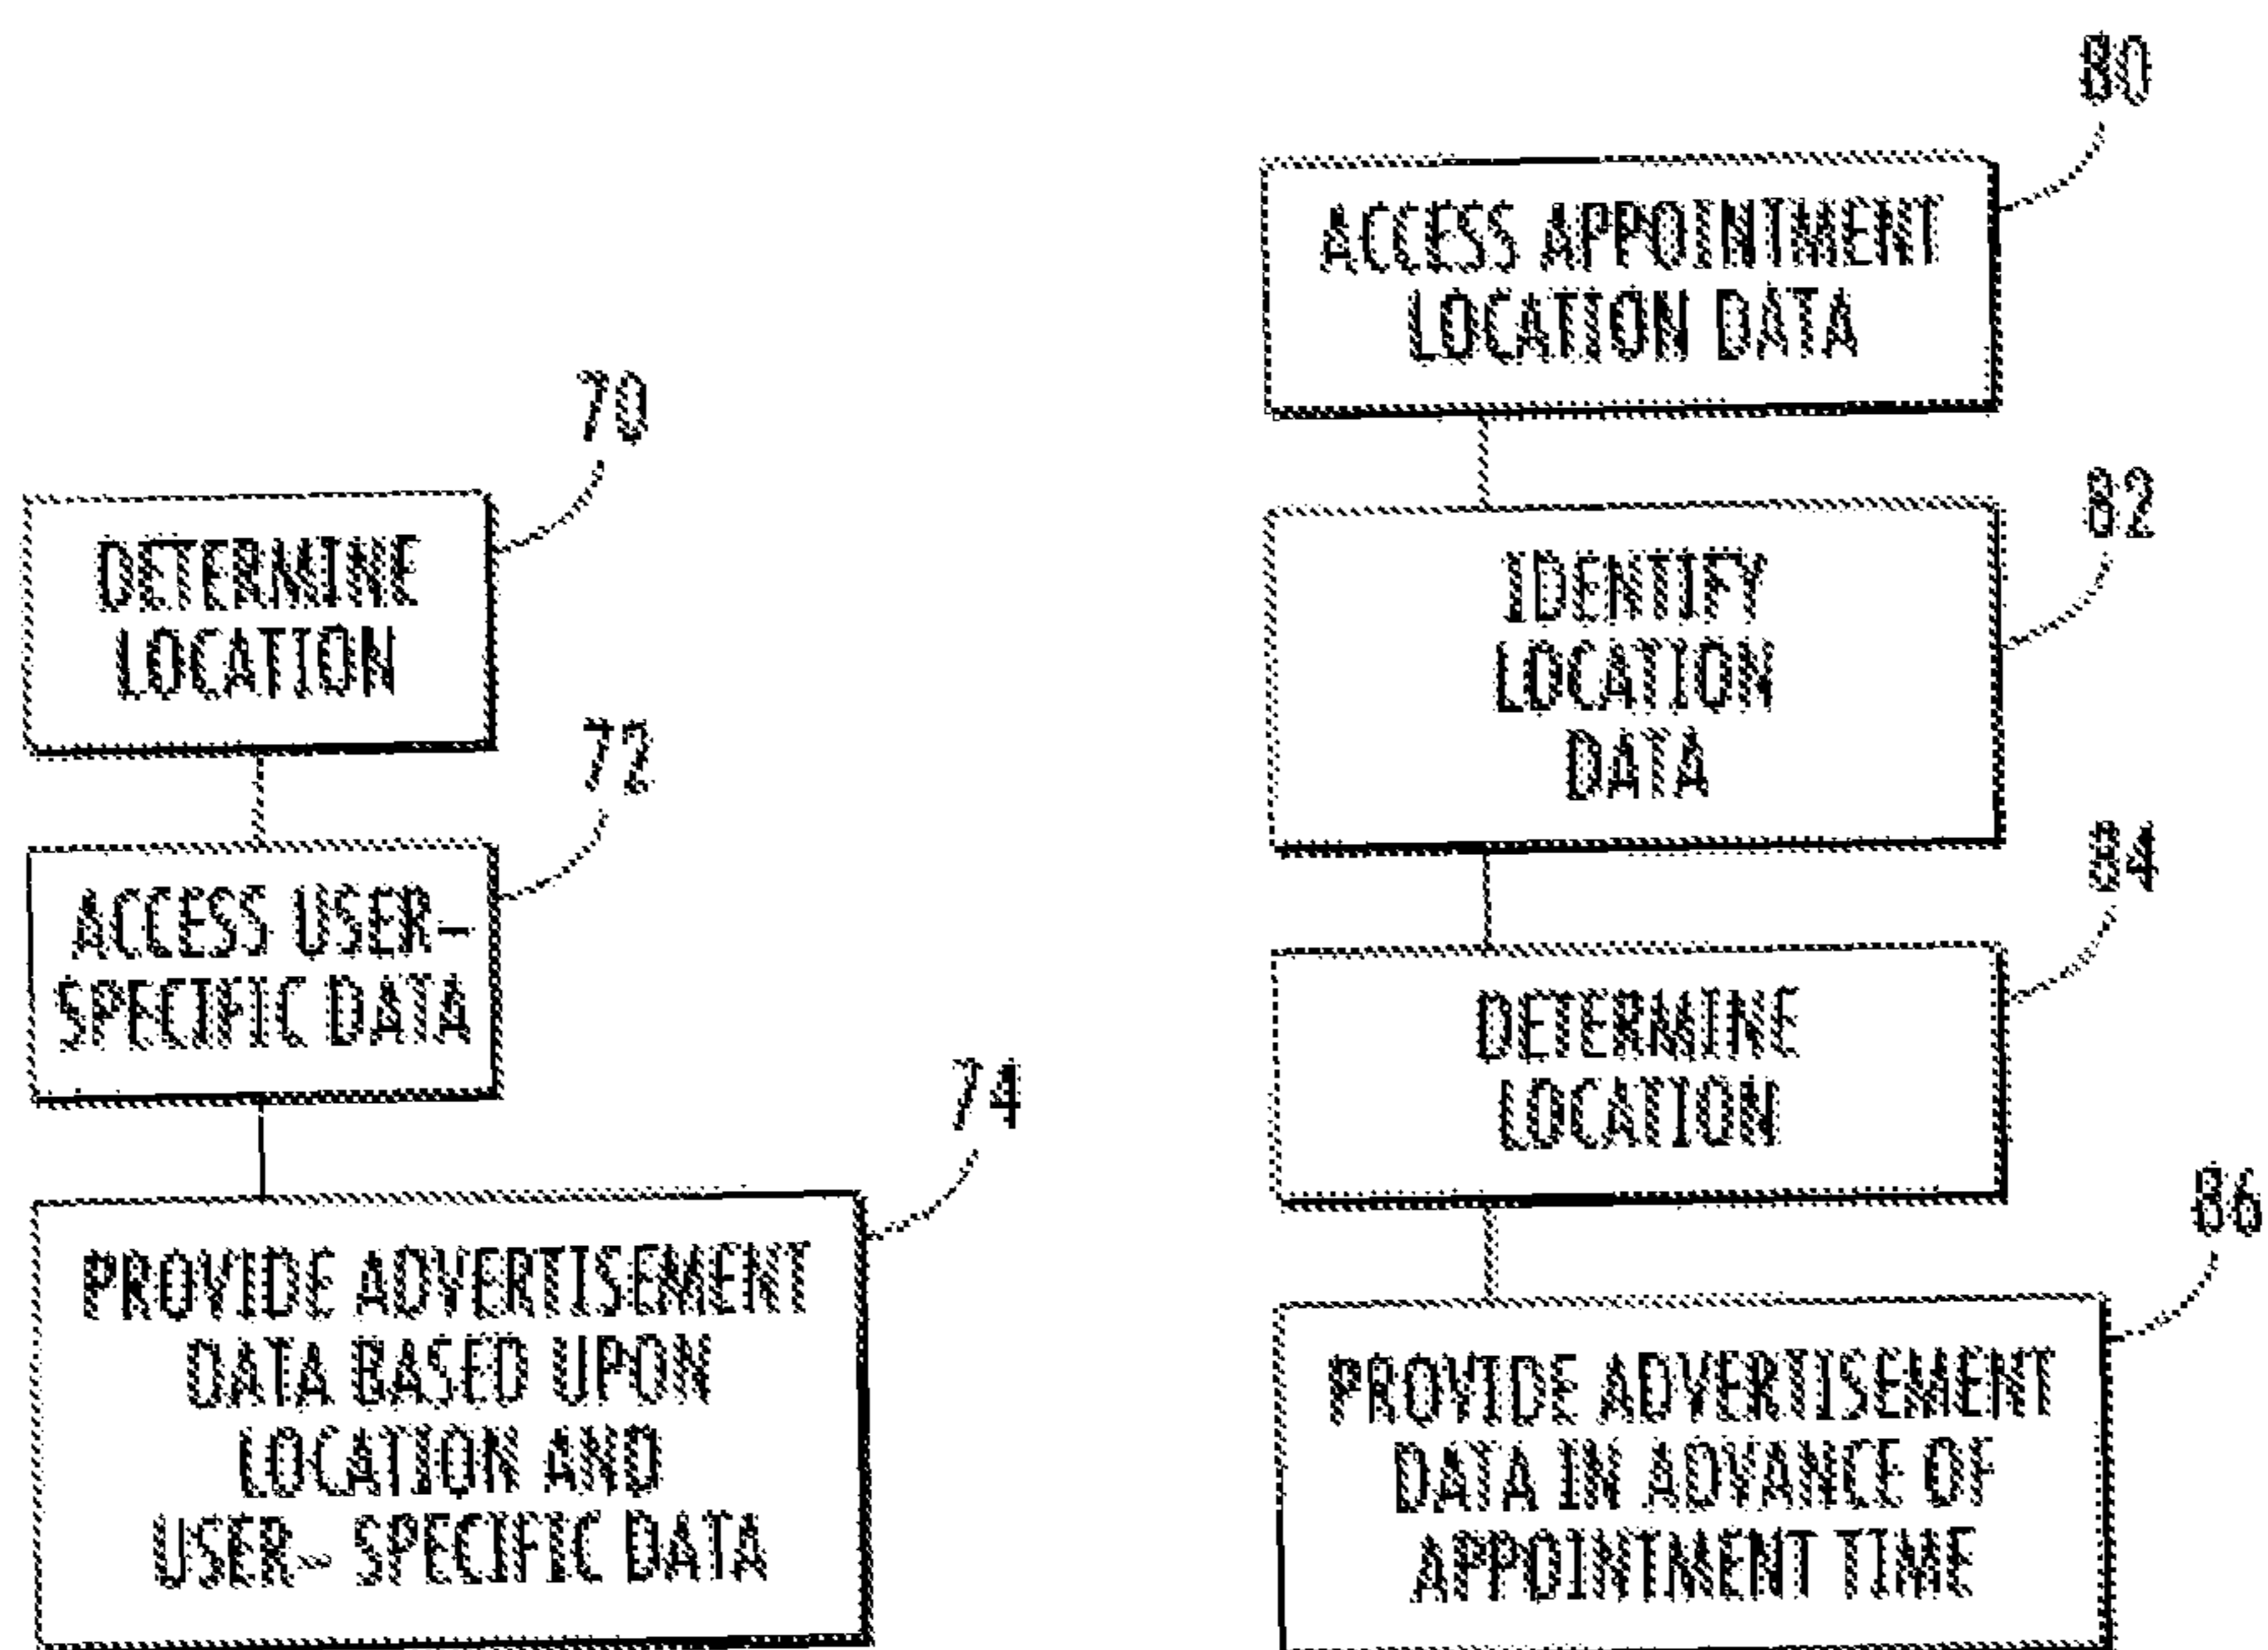 70
DETERMINE
LOCATION
72
ACCESS USER-
SPECIFIC DATA
74
PROVIDE ADVERTISEMENT
DATA BASED UPON
LOCATION AND
USER- SPECIFIC DATA
80
ACCESS APPOINTMENT
LOCATION DATA
82
IDENTIFY
LOCATION
DATA
84
DETERMINE
LOCATION
86
PROVIDE ADVERTISEMENT
DATA IN ADVANCE OF
APPOINTMENT TIME